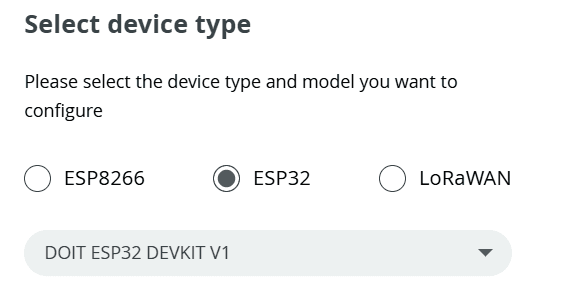 Select device type
Please select the device type and model you want to
configure
ESP8266 ESP32 LoRaWAN
DOIT ESP32 DEVKIT V1